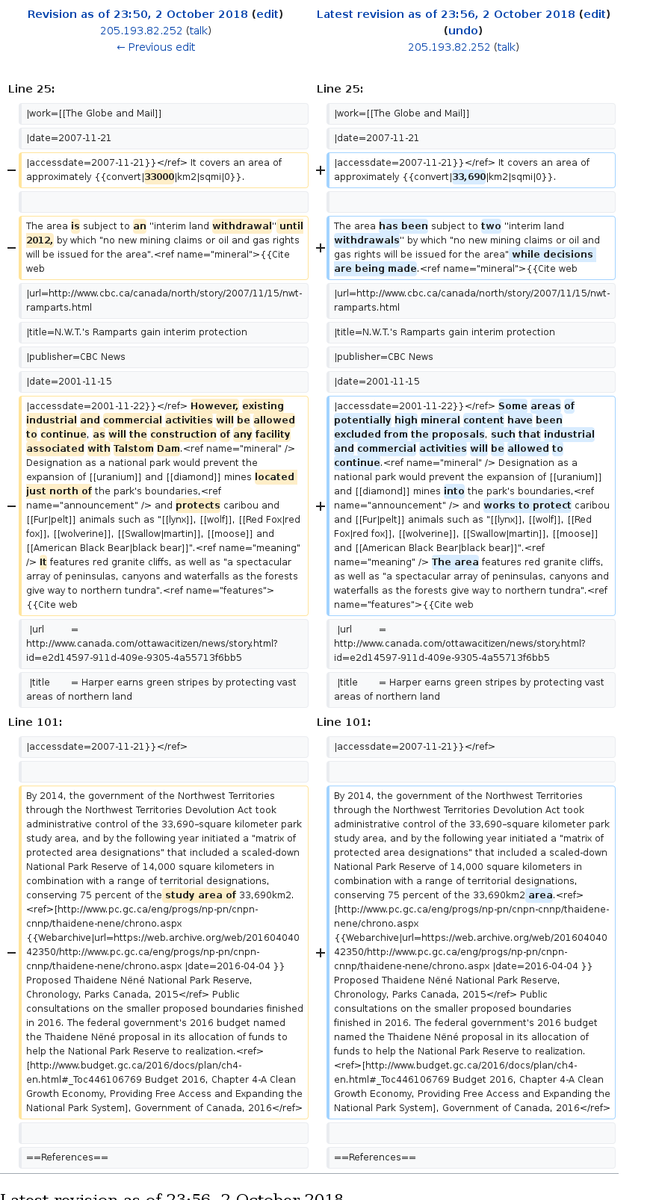 Revision as of 23:50, 2 October 2018 (edit)
205.193.82.252 (talk)
← Previous edit
Latest revision as of 23:56, 2 October 2018 (edit)
(undo)
205.193.82.252 (talk)
Line 25:
Line 25:
|work=[[The Globe and Mail]]
|work=[[The Globe and Mail]]
|date=2007-11-21
|date=2007-11-21
−
|accessdate=2007-11-21}}</ref> It covers an area of
approximately {{convert|33000|km2|sqmi|0}}.
+
|accessdate=2007-11-21}}</ref> It covers an area of
approximately {{convert|33,690|km2|sqmi|0}}.
−
The area is subject to an "interim land withdrawal" until
2012, by which "no new mining claims or oil and gas rights
will be issued for the area".<ref name="mineral">{{Cite
web
+
The area has been subject to two "interim land
withdrawals" by which "no new mining claims or oil and
gas rights will be issued for the area" while decisions
are being made.<ref name="mineral">{{Cite web
|url=http://www.cbc.ca/canada/north/story/2007/11/15/nwt-
ramparts.html
|url=http://www.cbc.ca/canada/north/story/2007/11/15/nwt-
ramparts.html
|title=N.W.T.'s Ramparts gain interim protection
|title=N.W.T.'s Ramparts gain interim protection
|publisher=CBC News
|publisher=CBC News
|date=2001-11-15
|date=2001-11-15
−
|accessdate=2001-11-22}}</ref> However, existing
industrial and commercial activities will be allowed
to continue, as will the construction of any facility
associated with Talstom Dam.<ref name="mineral" />
Designation as a national park would prevent the
expansion of [[uranium]] and [[diamond]] mines located
just north of the park's boundaries,<ref
name="announcement" /> and protects caribou and
[[Fur|pelt]] animals such as "[[lynx]], [[wolf]], [[Red Fox|red
fox]], [[wolverine]], [[Swallow|martin]], [[moose]] and
[[American Black Bear|black bear]]".<ref name="meaning"
/> It features red granite cliffs, as well as "a spectacular
array of peninsulas, canyons and waterfalls as the forests
give way to northern tundra".<ref name="features">
{{Cite web
+
|accessdate=2001-11-22}}</ref> Some areas of
potentially high mineral content have been
excluded from the proposals, such that industrial
and commercial activities will be allowed to
continue.<ref name="mineral" /> Designation as a
national park would prevent the expansion of [[uranium]]
and [[diamond]] mines into the park's boundaries,<ref
name="announcement" /> and works to protect caribou
and [[Fur|pelt]] animals such as "[[lynx]], [[wolf]], [[Red
Fox|red fox]], [[wolverine]], [[Swallow|martin]], [[moose]]
and [[American Black Bear|black bear]]".<ref
name="meaning" /> The area features red granite cliffs,
as well as "a spectacular array of peninsulas, canyons and
waterfalls as the forests give way to northern tundra".<ref
name="features">{{Cite web
|url       =
http://www.canada.com/ottawacitizen/news/story.html?
id=e2d14597-911d-409e-9305-4a55713f6bb5
|url       =
http://www.canada.com/ottawacitizen/news/story.html?
id=e2d14597-911d-409e-9305-4a55713f6bb5
|title       = Harper earns green stripes by protecting vast
areas of northern land
|title       = Harper earns green stripes by protecting vast
areas of northern land
Line 101:
Line 101:
|accessdate=2007-11-21}}</ref>
|accessdate=2007-11-21}}</ref>
−
By 2014, the government of the Northwest Territories
through the Northwest Territories Devolution Act took
administrative control of the 33,690–square kilometer park
study area, and by the following year initiated a "matrix of
protected area designations" that included a scaled-down
National Park Reserve of 14,000 square kilometers in
combination with a range of territorial designations,
conserving 75 percent of the study area of 33,690km2.
<ref>[http://www.pc.gc.ca/eng/progs/np-pn/cnpn-
cnnp/thaidene-nene/chrono.aspx
{{Webarchive|url=https://web.archive.org/web/201604040
42350/http://www.pc.gc.ca/eng/progs/np-pn/cnpn-
cnnp/thaidene-nene/chrono.aspx |date=2016-04-04 }}
Proposed Thaidene Nëné National Park Reserve,
Chronology, Parks Canada, 2015</ref> Public
consultations on the smaller proposed boundaries finished
in 2016. The federal government's 2016 budget named
the Thaidene Nëné proposal in its allocation of funds to
help the National Park Reserve to realization.<ref>
[http://www.budget.gc.ca/2016/docs/plan/ch4-
en.html#_Toc446106769 Budget 2016, Chapter 4-A Clean
Growth Economy, Providing Free Access and Expanding the
National Park System], Government of Canada, 2016</ref>
+
By 2014, the government of the Northwest Territories
through the Northwest Territories Devolution Act took
administrative control of the 33,690–square kilometer park
study area, and by the following year initiated a "matrix of
protected area designations" that included a scaled-down
National Park Reserve of 14,000 square kilometers in
combination with a range of territorial designations,
conserving 75 percent of the 33,690km2 area.<ref>
[http://www.pc.gc.ca/eng/progs/np-pn/cnpn-cnnp/thaidene-
nene/chrono.aspx
{{Webarchive|url=https://web.archive.org/web/201604040
42350/http://www.pc.gc.ca/eng/progs/np-pn/cnpn-
cnnp/thaidene-nene/chrono.aspx |date=2016-04-04 }}
Proposed Thaidene Nëné National Park Reserve,
Chronology, Parks Canada, 2015</ref> Public
consultations on the smaller proposed boundaries finished
in 2016. The federal government's 2016 budget named
the Thaidene Nëné proposal in its allocation of funds to
help the National Park Reserve to realization.
<ref>[http://www.budget.gc.ca/2016/docs/plan/ch4-
en.html#_Toc446106769 Budget 2016, Chapter 4-A Clean
Growth Economy, Providing Free Access and Expanding the
National Park System], Government of Canada, 2016</ref>
==References==
==References==
Latest revision as of 23:56, 2 October 2018